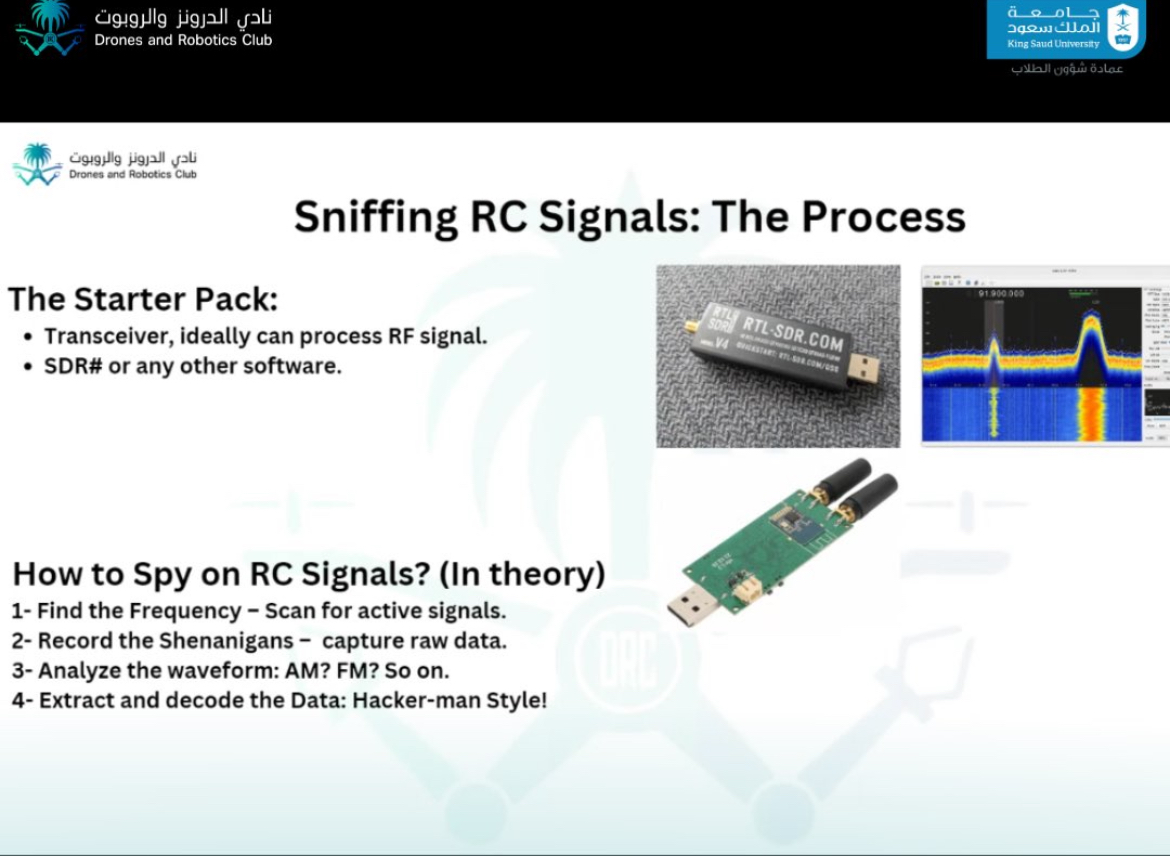 نادي الدرونز والروبوت
Drones and Robotics Club
جــامــعــة
الملك سعود
King Saud University
عمادة شؤون الطلاب
نادي الدرونز والروبوت
Drones and Robotics Club
Sniffing RC Signals: The Process
The Starter Pack:
• Transceiver, ideally can process RF signal.
• SDR# or any other software.
RTL-SDR.COM
V4
QUICKSTART: RTL-SDR.COM/QSG
91.900.000
How to Spy on RC Signals? (In theory)
1- Find the Frequency – Scan for active signals.
2- Record the Shenanigans – capture raw data.
3- Analyze the waveform: AM? FM? So on.
4- Extract and decode the Data: Hacker-man Style!
DRC